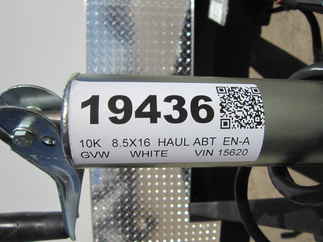 19436
10K 8.5X16 HAUL ABT EN-A
GVW WHITE VIN 15620